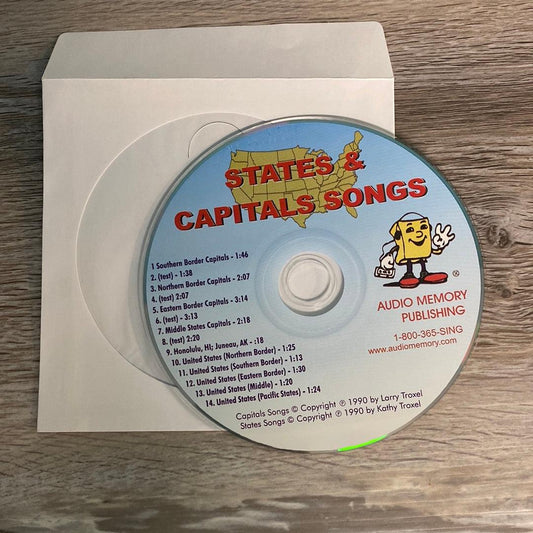 STATES &
CAPITALS SONGS
1 Southern Border Capitals - 1:46
2. (test) - 1:38
3. Northern Border Capitals - 2:07
4. (test) 2:07
5. Eastern Border Capitals - 3:14
6. (test) - 3:13
7. Middle States Capitals - 2:18
8. (test) 2:20
9. Honolulu, HI; Juneau, AK - :18
10. United States (Northern Border) - 1:25
11. United States (Southern Border) - 1:13
12. United States (Eastern Border) - 1:30
13. United States (Middle) - 1:20
14. United States (Pacific States) - 1:24
®
AUDIO MEMORY
PUBLISHING
1-800-365-SING
www.audiomemory.com
Capitals Songs © Copyright ℗ 1990 by Larry Troxel
States Songs © Copyright ℗ 1990 by Kathy Troxel